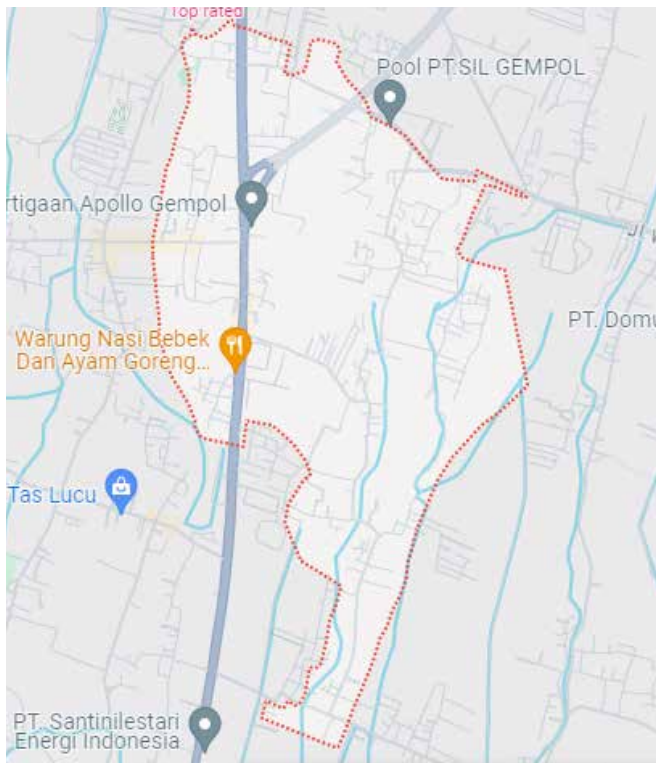 Top rated
Pool PT.SIL GEMPOL
rtigaan Apollo Gempol
Warung Nasi Bebek
Dan Ayam Goreng...
PT. Domu
Tas Lucu
PT. Santinilestari
Energi Indonesia